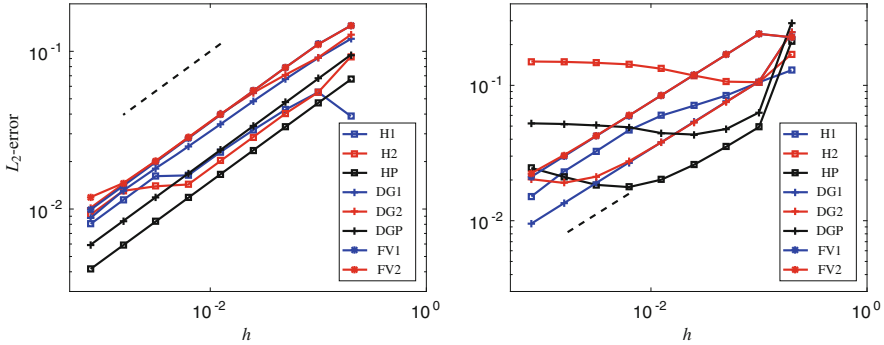 10^-1
10^-2
L2-error
10^-2
10^0
h
H1
H2
HP
DG1
DG2
DGP
FV1
FV2
10^-1
10^-2
10^-2
10^0
h
H1
H2
HP
DG1
DG2
DGP
FV1
FV2